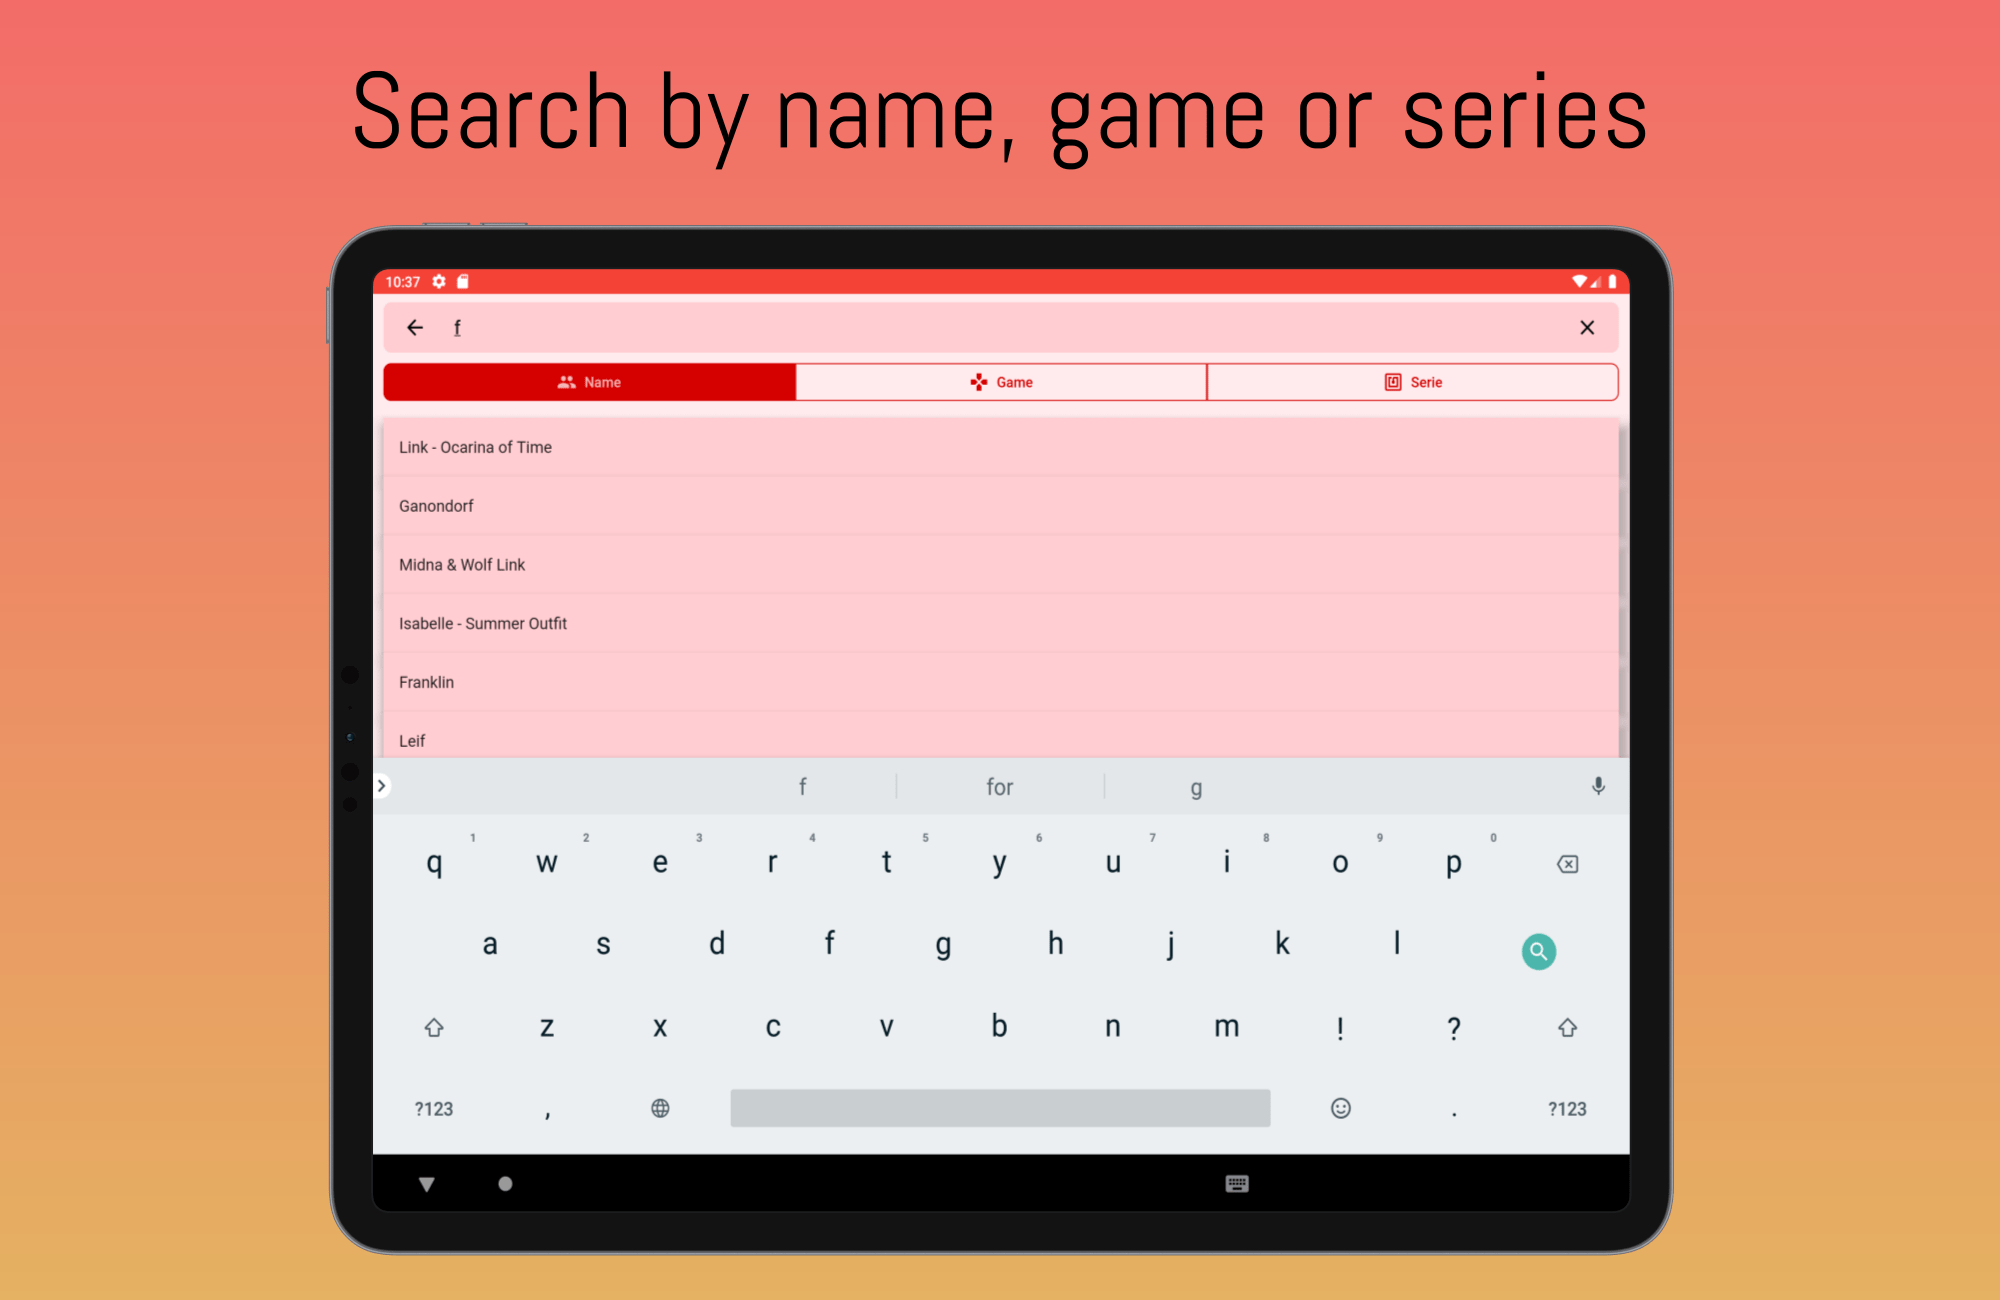 Search by name, game or series
10:37
f
Name Game Serie
Link - Ocarina of Time
Ganondorf
Midna & Wolf Link
Isabelle - Summer Outfit
Franklin
Leif
f for g
1 2 3 4 5 6 7 8 9 0
q w e r t y u i o p
a s d f g h j k l
z x c v b n m ! ?
?123 , . ?123